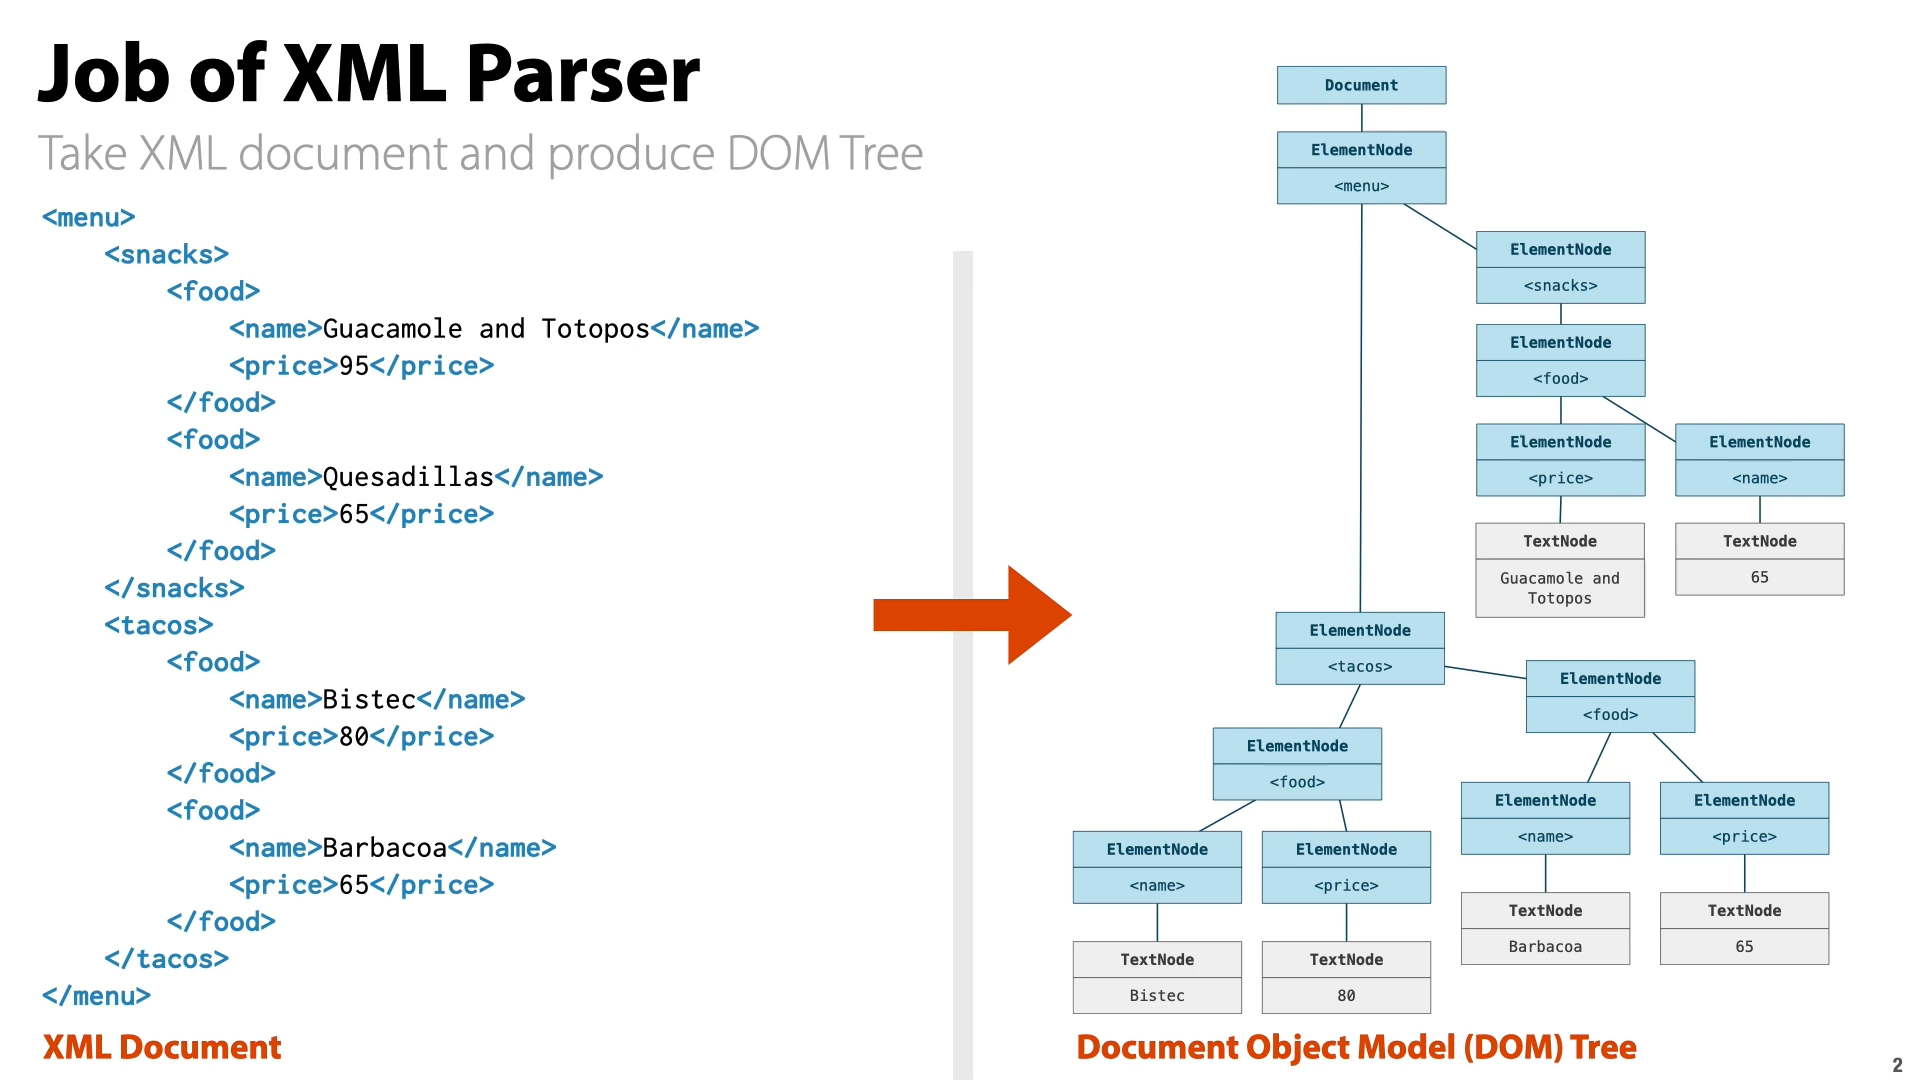 Job of XML Parser
Take XML document and produce DOM Tree
<menu>
<snacks>
<food>
<name>Guacamole and Totopos</name>
<price>95</price>
</food>
<food>
<name>Quesadillas</name>
<price>65</price>
</food>
</snacks>
<tacos>
<food>
<name>Bistec</name>
<price>80</price>
</food>
<food>
<name>Barbacoa</name>
<price>65</price>
</food>
</tacos>
</menu>
XML Document
Document
ElementNode
<menu>
ElementNode
<snacks>
ElementNode
<food>
ElementNode
<price>
ElementNode
<name>
TextNode
Guacamole and
Totopos
TextNode
65
ElementNode
<tacos>
ElementNode
<food>
ElementNode
<food>
ElementNode
<name>
ElementNode
<price>
TextNode
Bistec
TextNode
80
ElementNode
<name>
ElementNode
<price>
TextNode
Barbacoa
TextNode
65
Document Object Model (DOM) Tree
2